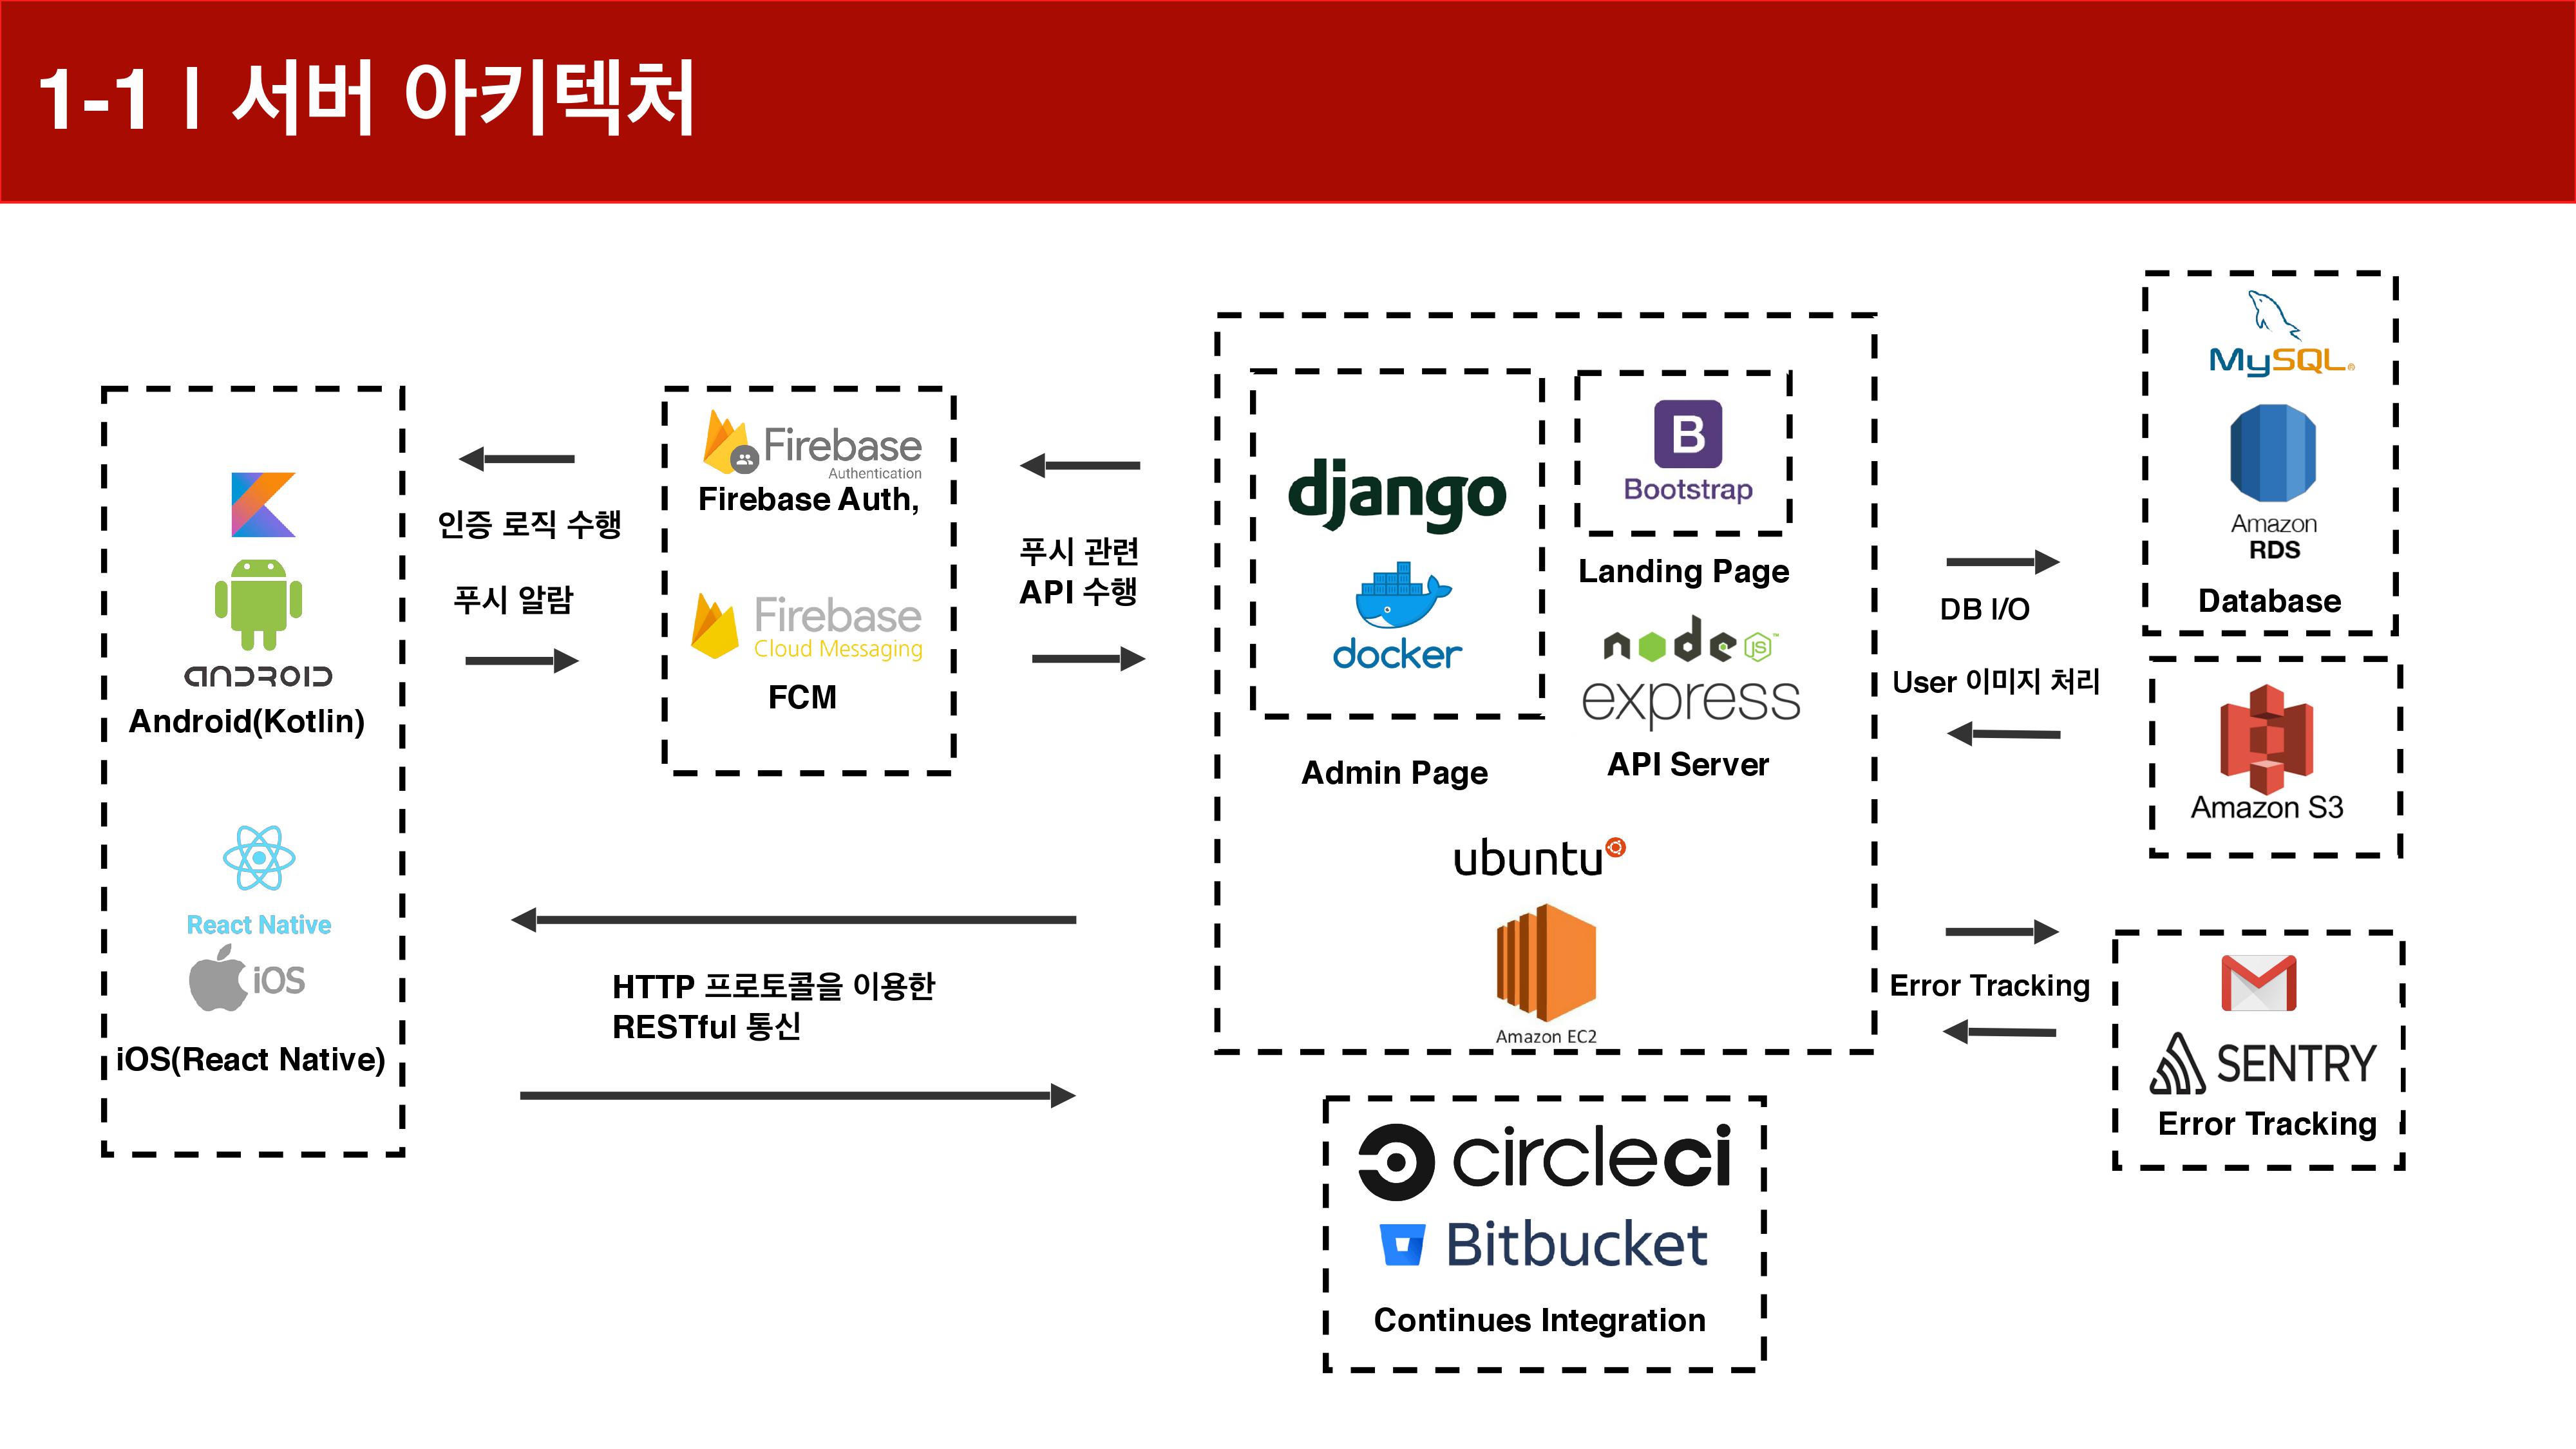 1-1 | 서버 아키텍처
ANDROID
Android(Kotlin)
React Native
iOS
iOS(React Native)
인증 로직 수행
푸시 알람
Firebase
Authentication
Firebase Auth,
Firebase
Cloud Messaging
FCM
푸시 관련
API 수행
HTTP 프로토콜을 이용한
RESTful 통신
django
docker
Admin Page
B
Bootstrap
Landing Page
node
JS
express
API Server
ubuntu
Amazon EC2
circleci
Bitbucket
Continues Integration
DB I/O
User 이미지 처리
Error Tracking
MySQL®
Amazon
RDS
Database
Amazon S3
SENTRY
Error Tracking